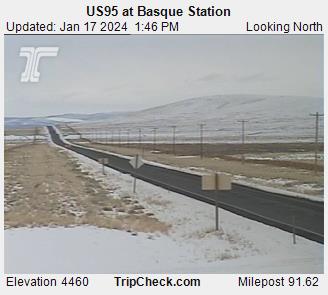 US95 at Basque Station
Updated: Jan 17 2024 1:46 PM Looking North
Elevation 4460 TripCheck.com Milepost 91.62